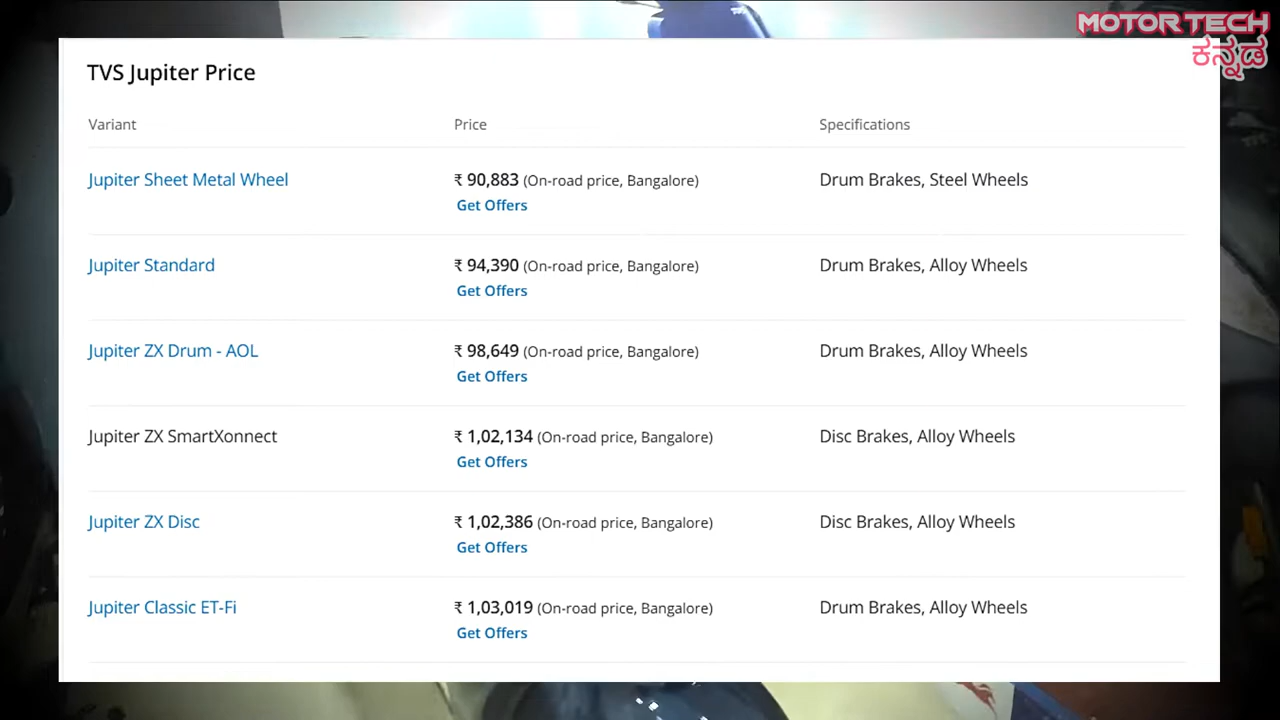 MOTOR TECH
ಕನ್ನಡ
TVS Jupiter Price
Variant Price Specifications
Jupiter Sheet Metal Wheel ₹ 90,883 (On-road price, Bangalore) Drum Brakes, Steel Wheels
Get Offers
Jupiter Standard ₹ 94,390 (On-road price, Bangalore) Drum Brakes, Alloy Wheels
Get Offers
Jupiter ZX Drum - AOL ₹ 98,649 (On-road price, Bangalore) Drum Brakes, Alloy Wheels
Get Offers
Jupiter ZX SmartXonnect ₹ 1,02,134 (On-road price, Bangalore) Disc Brakes, Alloy Wheels
Get Offers
Jupiter ZX Disc ₹ 1,02,386 (On-road price, Bangalore) Disc Brakes, Alloy Wheels
Get Offers
Jupiter Classic ET-Fi ₹ 1,03,019 (On-road price, Bangalore) Drum Brakes, Alloy Wheels
Get Offers